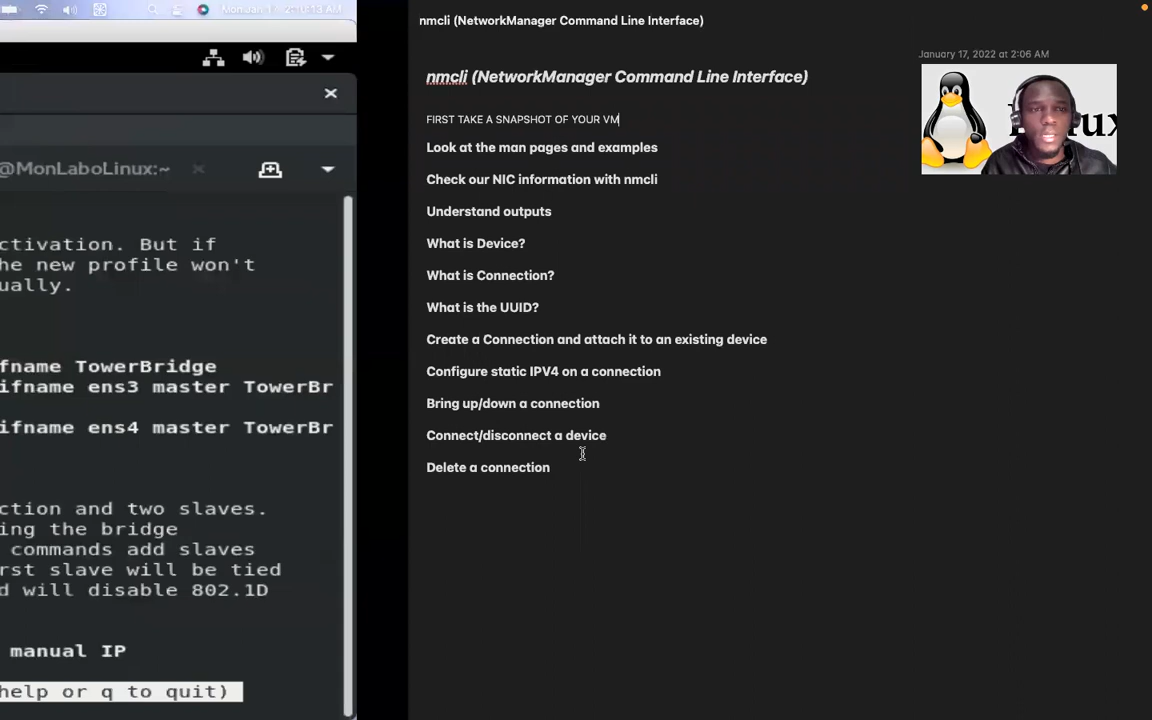 nmcli (NetworkManager Command Line Interface)
January 17, 2022 at 2:06 AM
nmcli (NetworkManager Command Line Interface)
FIRST TAKE A SNAPSHOT OF YOUR VM
Look at the man pages and examples
Check our NIC information with nmcli
Understand outputs
What is Device?
What is Connection?
What is the UUID?
Create a Connection and attach it to an existing device
Configure static IPV4 on a connection
Bring up/down a connection
Connect/disconnect a device
Delete a connection
@MonLaboLinux:~
ctivation. But if
he new profile won't
ually.
fname TowerBridge
ifname ens3 master TowerBr
ifname ens4 master TowerBr
ction and two slaves.
ing the bridge
commands add slaves
rst slave will be tied
d will disable 802.1D
manual IP
help or q to quit)